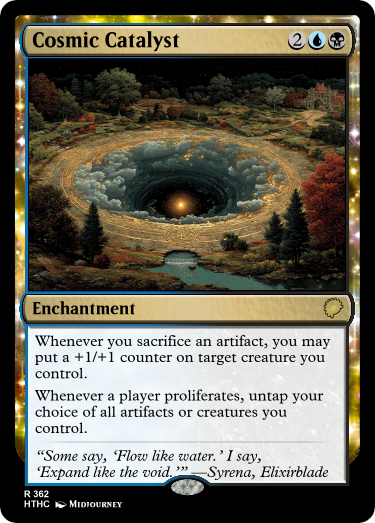 Cosmic Catalyst 2
Enchantment
Whenever you sacrifice an artifact, you may
put a +1/+1 counter on target creature you
control.
Whenever a player proliferates, untap your
choice of all artifacts or creatures you
control.
“Some say, ‘Flow like water.’ I say,
‘Expand like the void.’” —Syrena, Elixirblade
R 362
HTHC Midjourney